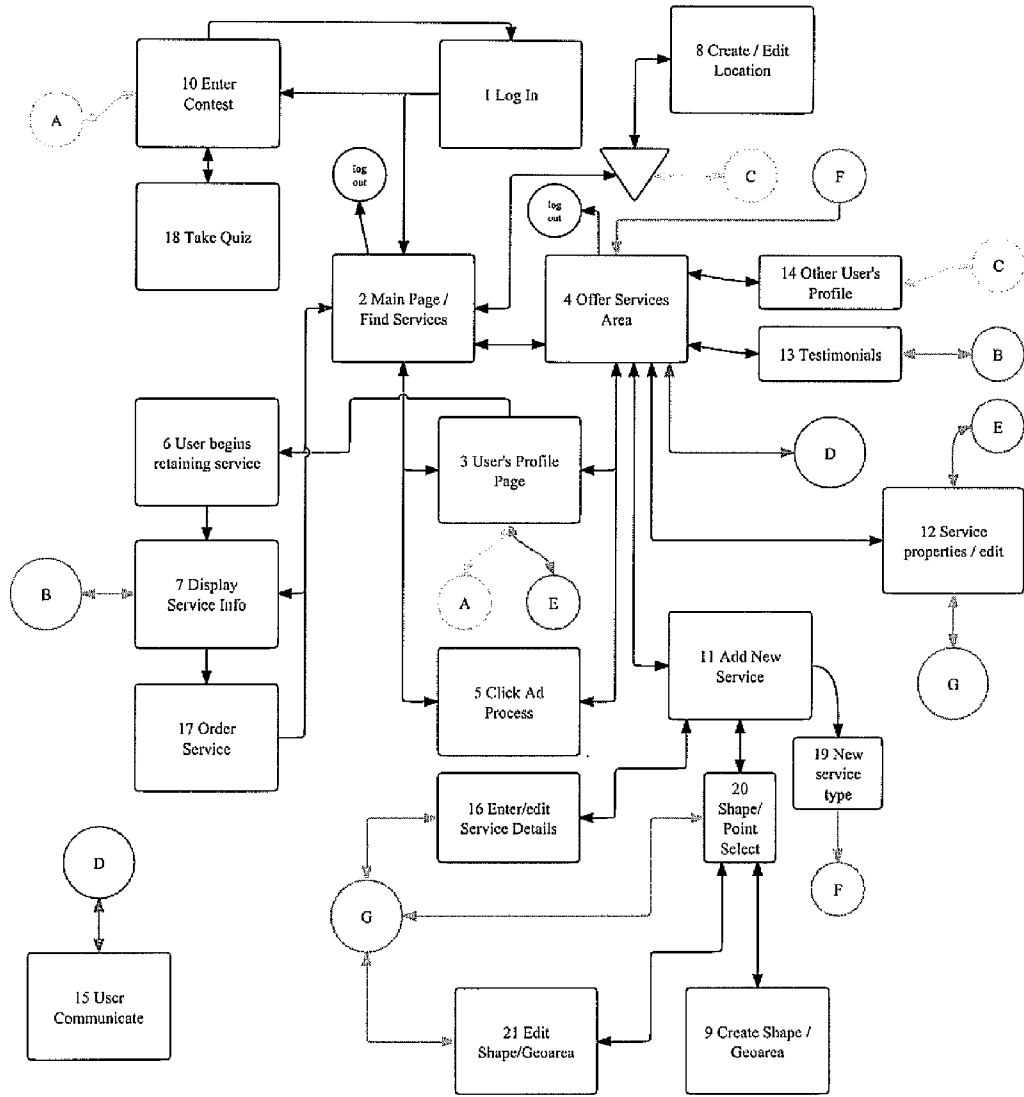 8 Create / Edit
Location
10 Enter
Contest
1 Log In
A
log
out
C
F
log
out
18 Take Quiz
2 Main Page /
Find Services
4 Offer Services
Area
14 Other User's
Profile
C
13 Testimonials
B
6 User begins
retaining service
3 User's Profile
Page
D
E
12 Service
properties / edit
7 Display
Service Info
B
A
E
11 Add New
Service
G
5 Click Ad
Process
17 Order
Service
19 New
service
type
16 Enter/edit
Service Details
20
Shape/
Point
Select
D
F
G
15 User
Communicate
21 Edit
Shape/Geoarea
9 Create Shape /
Geoarea